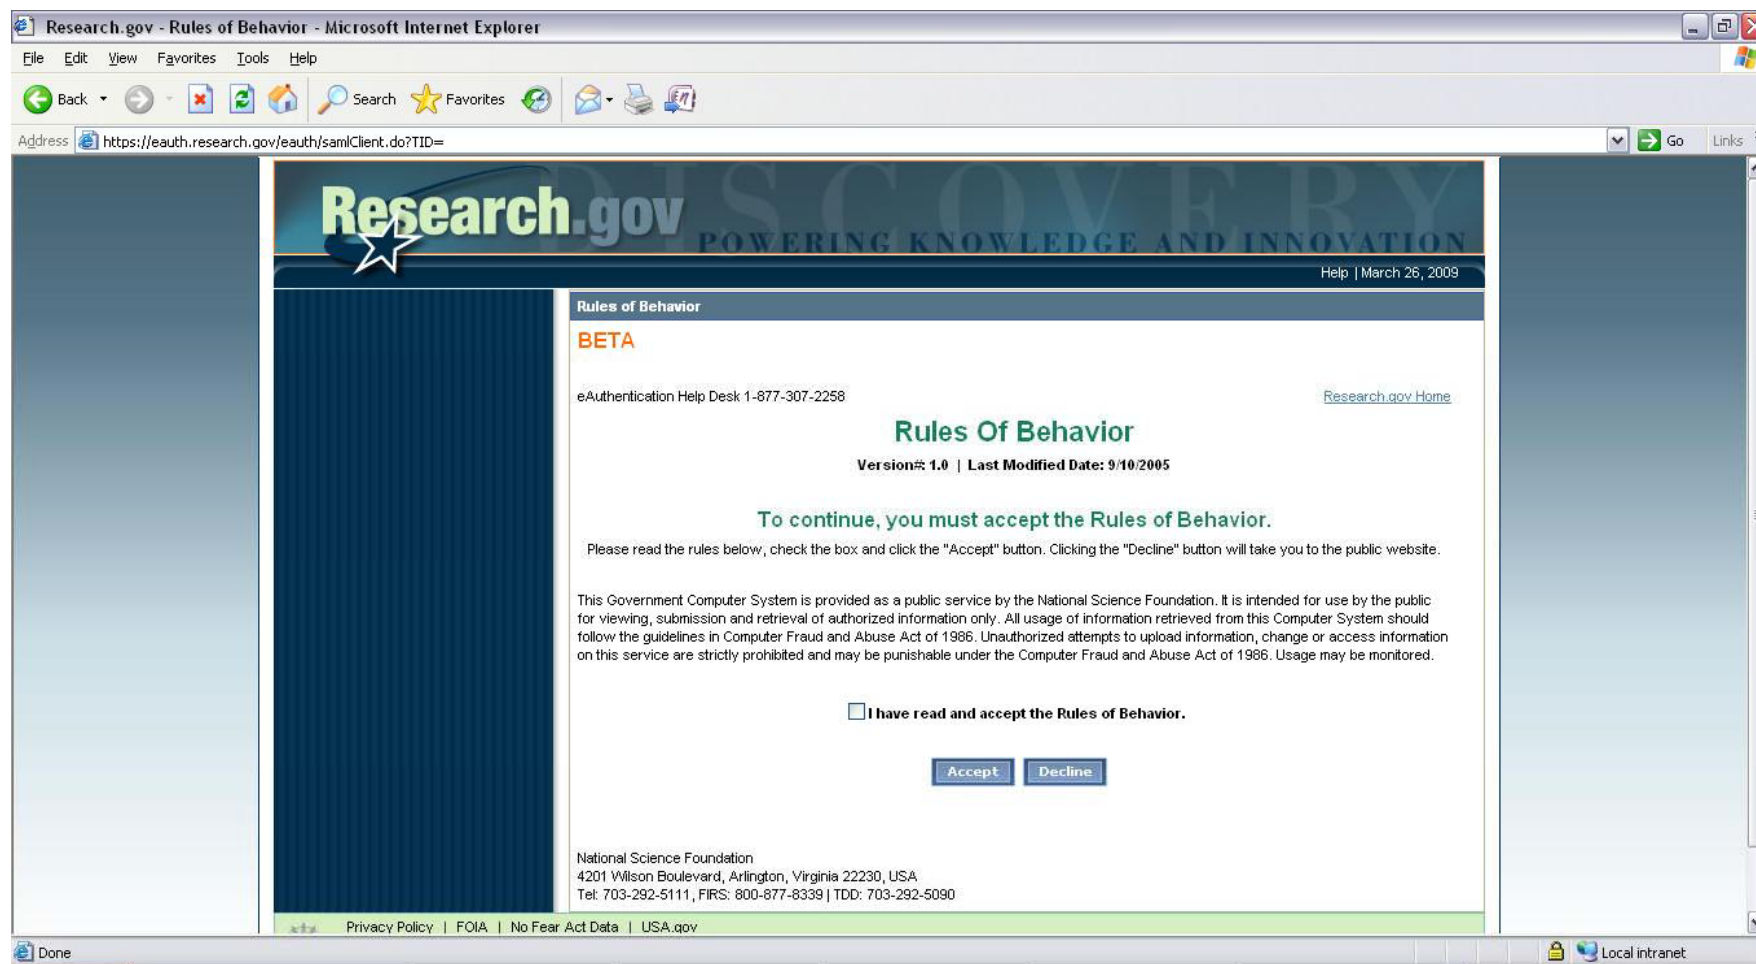 Research.gov - Rules of Behavior - Microsoft Internet Explorer
File Edit View Favorites Tools Help
Back Search Favorites
Address https://eauth.research.gov/eauth/samlClient.do?TID= Go Links
DISCOVERY
Research.gov
POWERING KNOWLEDGE AND INNOVATION
Help | March 26, 2009
Rules of Behavior
BETA
eAuthentication Help Desk 1-877-307-2258 Research.gov Home
Rules Of Behavior
Version#: 1.0 | Last Modified Date: 9/10/2005
To continue, you must accept the Rules of Behavior.
Please read the rules below, check the box and click the "Accept" button. Clicking the "Decline" button will take you to the public website.
This Government Computer System is provided as a public service by the National Science Foundation. It is intended for use by the public
for viewing, submission and retrieval of authorized information only. All usage of information retrieved from this Computer System should
follow the guidelines in Computer Fraud and Abuse Act of 1986. Unauthorized attempts to upload information, change or access information
on this service are strictly prohibited and may be punishable under the Computer Fraud and Abuse Act of 1986. Usage may be monitored.
I have read and accept the Rules of Behavior.
Accept Decline
National Science Foundation
4201 Wilson Boulevard, Arlington, Virginia 22230, USA
Tel: 703-292-5111, FIRS: 800-877-8339 | TDD: 703-292-5090
Privacy Policy | FOIA | No Fear Act Data | USA.gov
Done Local intranet